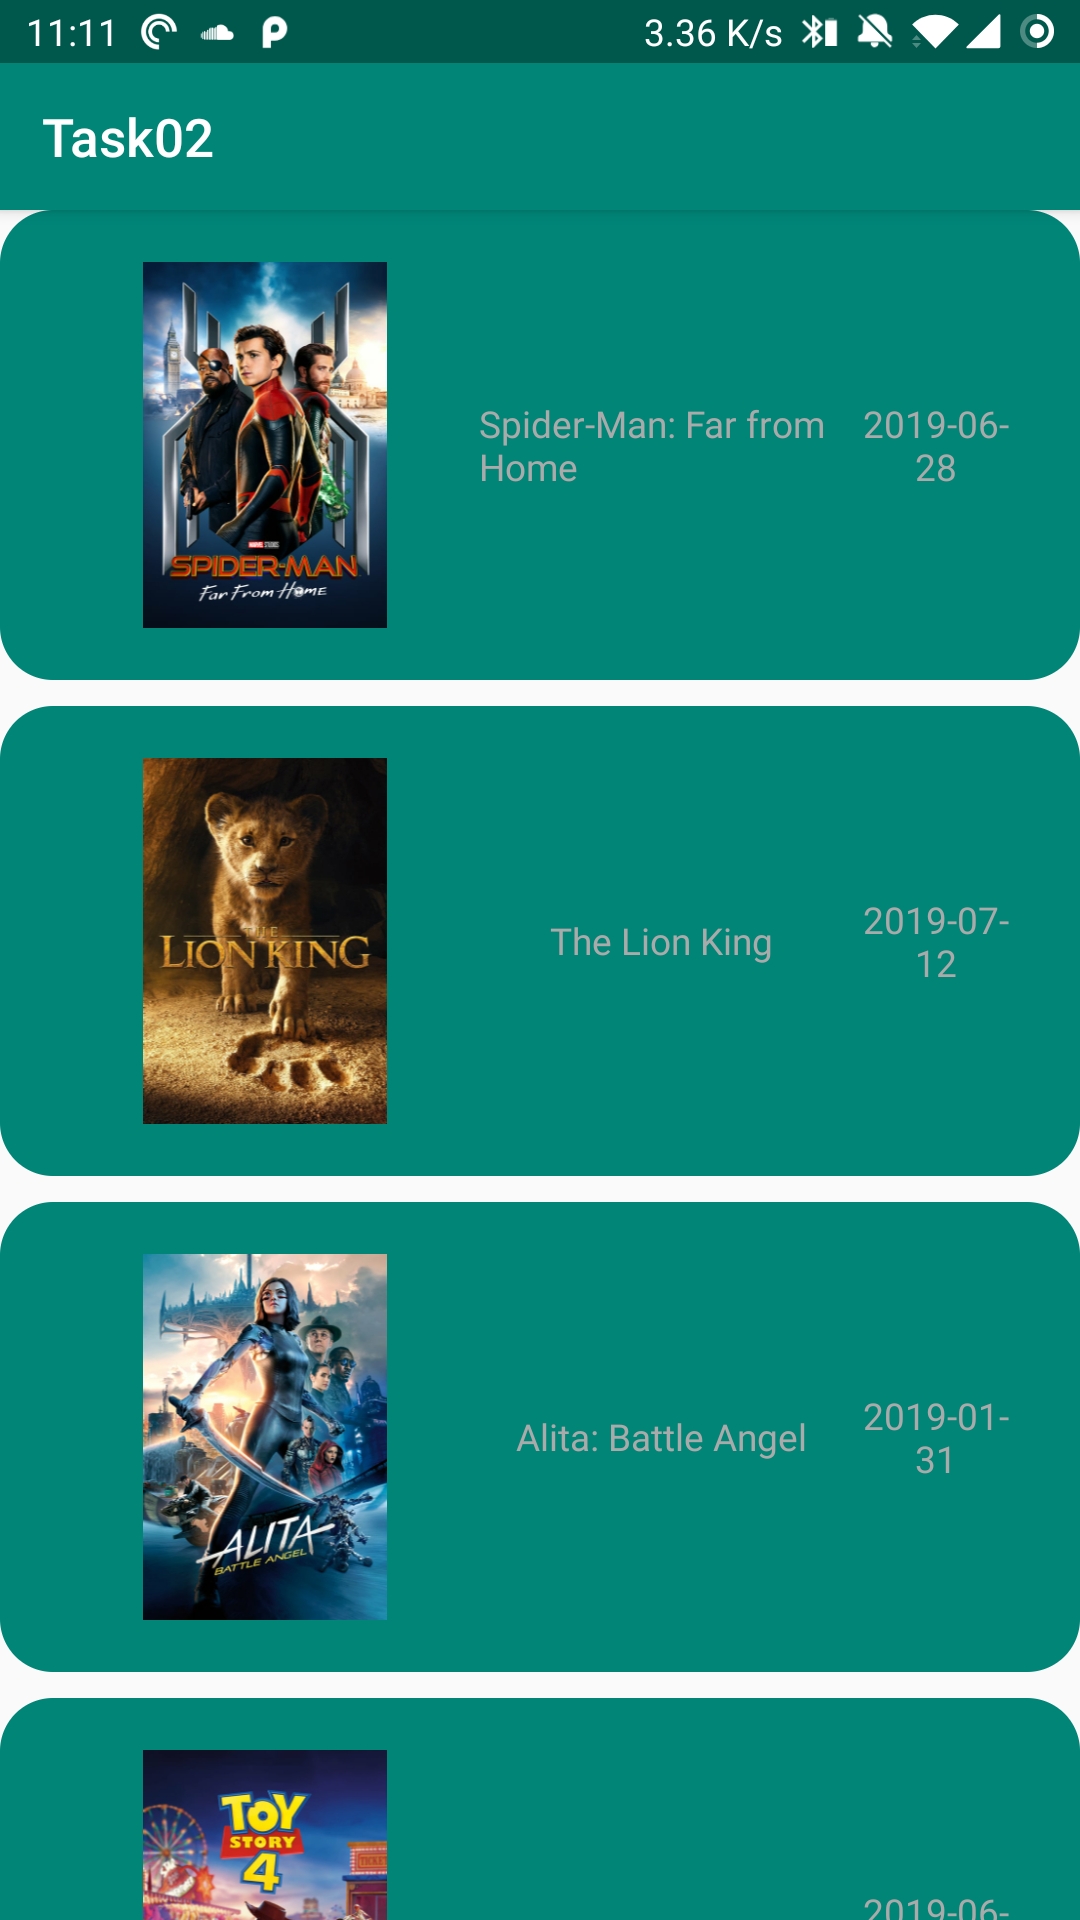 11:11 3.36 K/s
Task02
SPIDER-MAN
Far From Home
MARVEL STUDIOS
Spider-Man: Far from
Home
2019-06-
28
THE
LION KING
The Lion King
2019-07-
12
ALITA
BATTLE ANGEL
Alita: Battle Angel
2019-01-
31
TOY
STORY
4
2019-06-